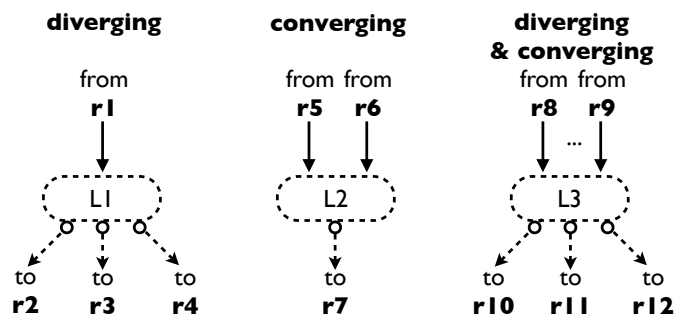 diverging converging diverging
& converging
from from from from from
r1 r5 r6 r8 r9
...
L1 L2 L3
to to to to to to to
r2 r3 r4 r7 r10 r11 r12